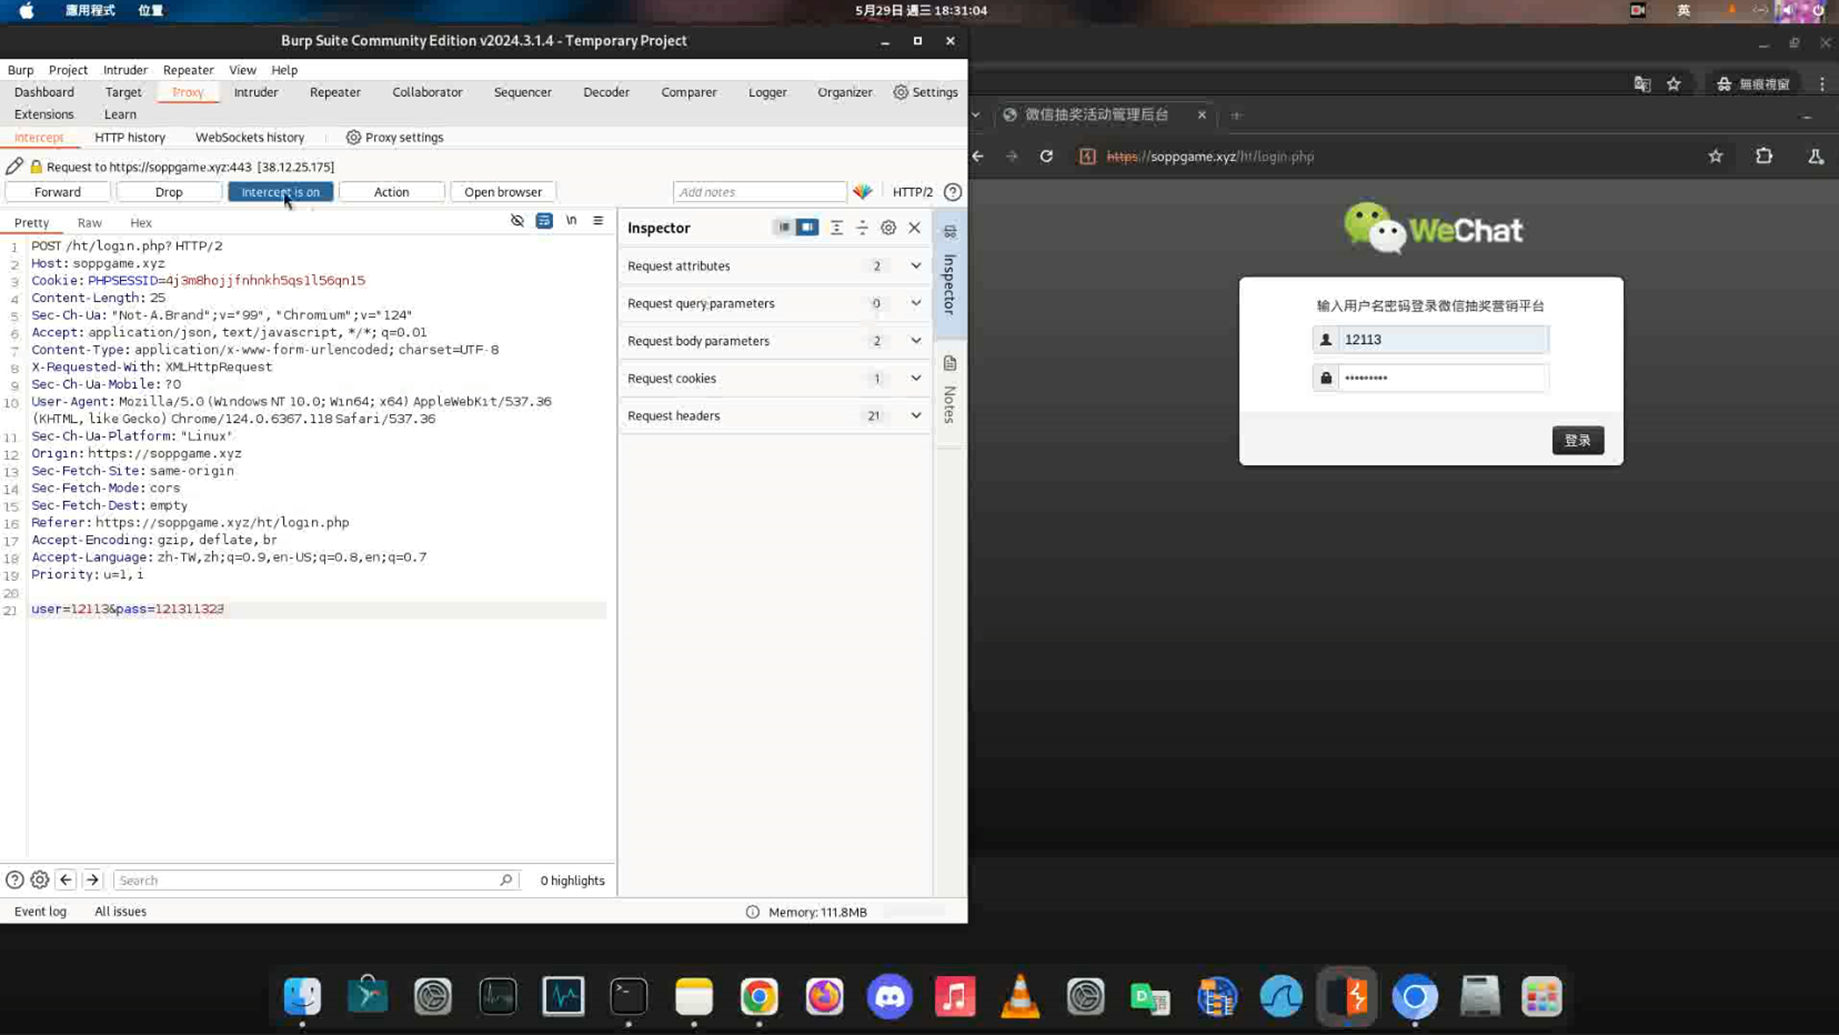 應用程式 位置
5月29日 週三 18:31:04
英
Burp Suite Community Edition v2024.3.1.4 - Temporary Project
Burp Project Intruder Repeater View Help
Dashboard Target Proxy Intruder Repeater Collaborator Sequencer Decoder Comparer Logger Organizer Settings
Extensions Learn
Intercept HTTP history WebSockets history Proxy settings
Request to https://soppgame.xyz:443 [38.12.25.175]
Forward Drop Intercept is on Action Open browser Add notes HTTP/2
Pretty Raw Hex \n
1 POST /ht/login.php? HTTP/2
2 Host: soppgame.xyz
3 Cookie: PHPSESSID=4j3m8hojjfnhnkh5qs1l56qn15
4 Content-Length: 25
5 Sec-Ch-Ua: "Not-A.Brand";v="99", "Chromium";v="124"
6 Accept: application/json, text/javascript, */*; q=0.01
7 Content-Type: application/x-www-form-urlencoded; charset=UTF-8
8 X-Requested-With: XMLHttpRequest
9 Sec-Ch-Ua-Mobile: ?0
10 User-Agent: Mozilla/5.0 (Windows NT 10.0; Win64; x64) AppleWebKit/537.36
(KHTML, like Gecko) Chrome/124.0.6367.118 Safari/537.36
11 Sec-Ch-Ua-Platform: "Linux"
12 Origin: https://soppgame.xyz
13 Sec-Fetch-Site: same-origin
14 Sec-Fetch-Mode: cors
15 Sec-Fetch-Dest: empty
16 Referer: https://soppgame.xyz/ht/login.php
17 Accept-Encoding: gzip, deflate, br
18 Accept-Language: zh-TW,zh;q=0.9,en-US;q=0.8,en;q=0.7
19 Priority: u=1, i
20
21 user=12113&pass=121311323
Inspector
Request attributes 2
Request query parameters 0
Request body parameters 2
Request cookies 1
Request headers 21
Inspector
Notes
Search 0 highlights
Event log All issues Memory: 111.8MB
無痕視窗
微信抽奖活动管理后台
https://soppgame.xyz/ht/login.php
WeChat
输入用户名密码登录微信抽奖营销平台
12113
•••••••••
登录